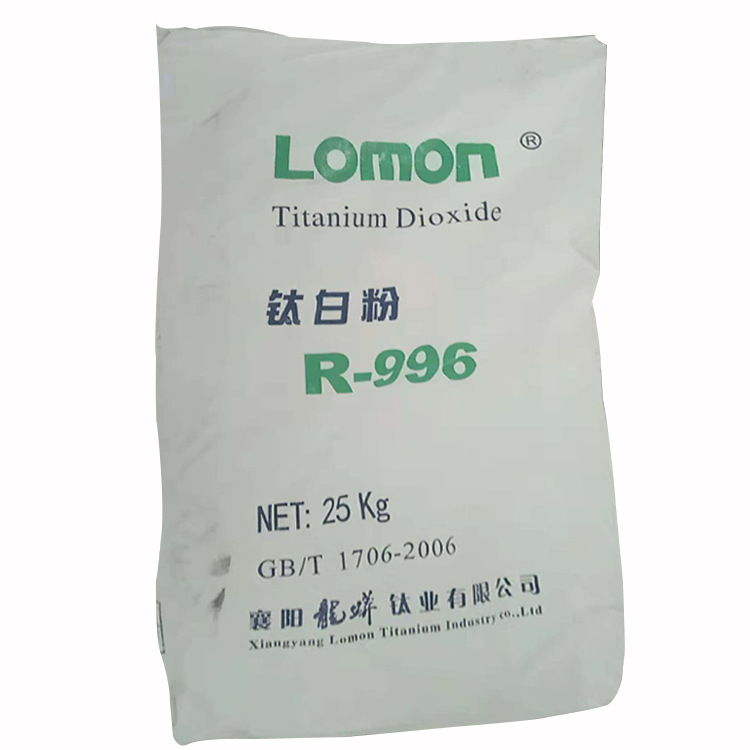 Lomon ®
Titanium Dioxide
钛白粉
R-996
NET: 25 Kg
GB/T 1706-2006
襄阳龍蟒钛业有限公司
Xiangyang Lomon Titanium Industry co.,Ltd